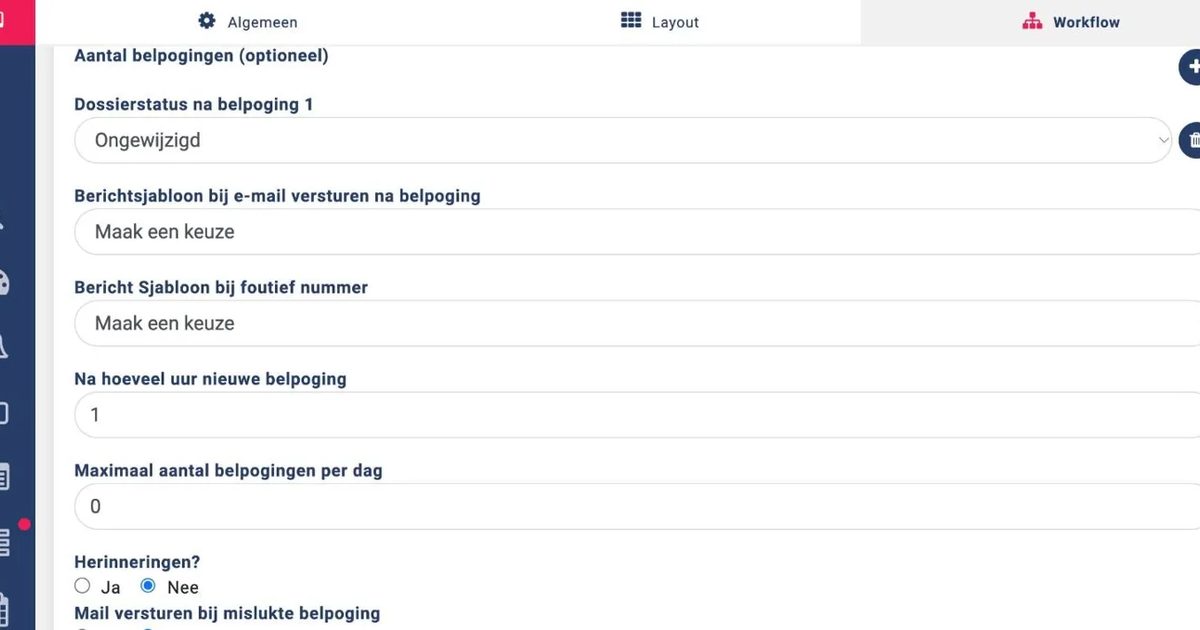 Algemeen
Layout
Workflow
Aantal belpogingen (optioneel)
Dossierstatus na belpoging 1
Ongewijzigd
Berichtsjabloon bij e-mail versturen na belpoging
Maak een keuze
Bericht Sjabloon bij foutief nummer
Maak een keuze
Na hoeveel uur nieuwe belpoging
1
Maximaal aantal belpogingen per dag
0
Herinneringen?
Ja Nee
Mail versturen bij mislukte belpoging